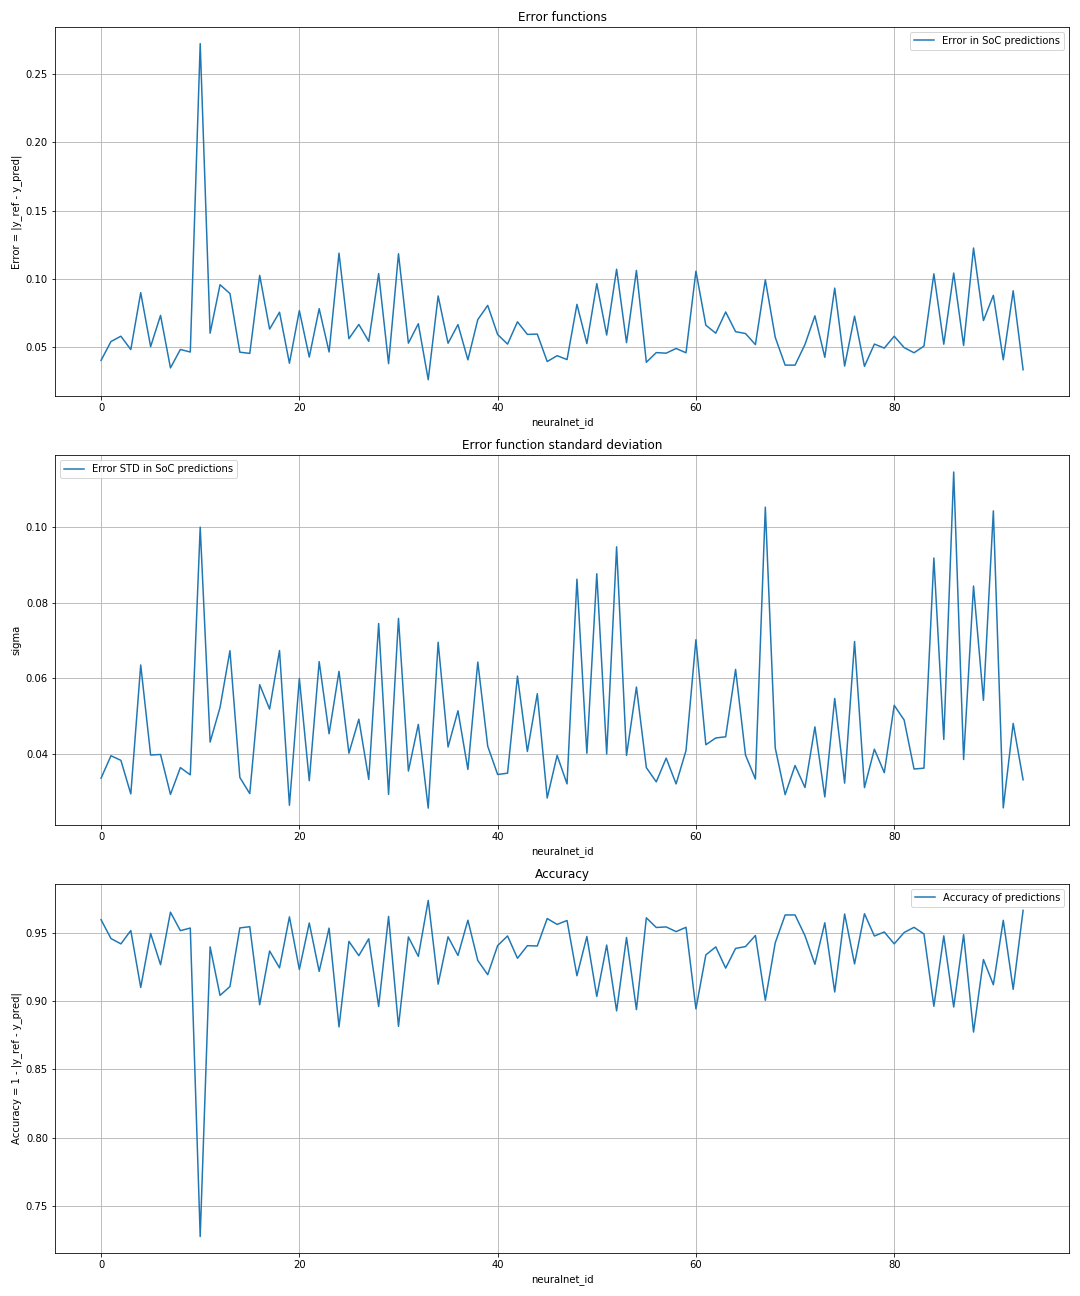 Error functions
Error in SoC predictions
0.25
0.20
0.15
0.10
0.05
Error = |y_ref - y_pred|
0 20 40 60 80
neuralnet_id
Error function standard deviation
Error STD in SoC predictions
0.10
0.08
0.06
0.04
sigma
0 20 40 60 80
neuralnet_id
Accuracy
Accuracy of predictions
0.95
0.90
0.85
0.80
0.75
Accuracy = 1 - |y_ref - y_pred|
0 20 40 60 80
neuralnet_id